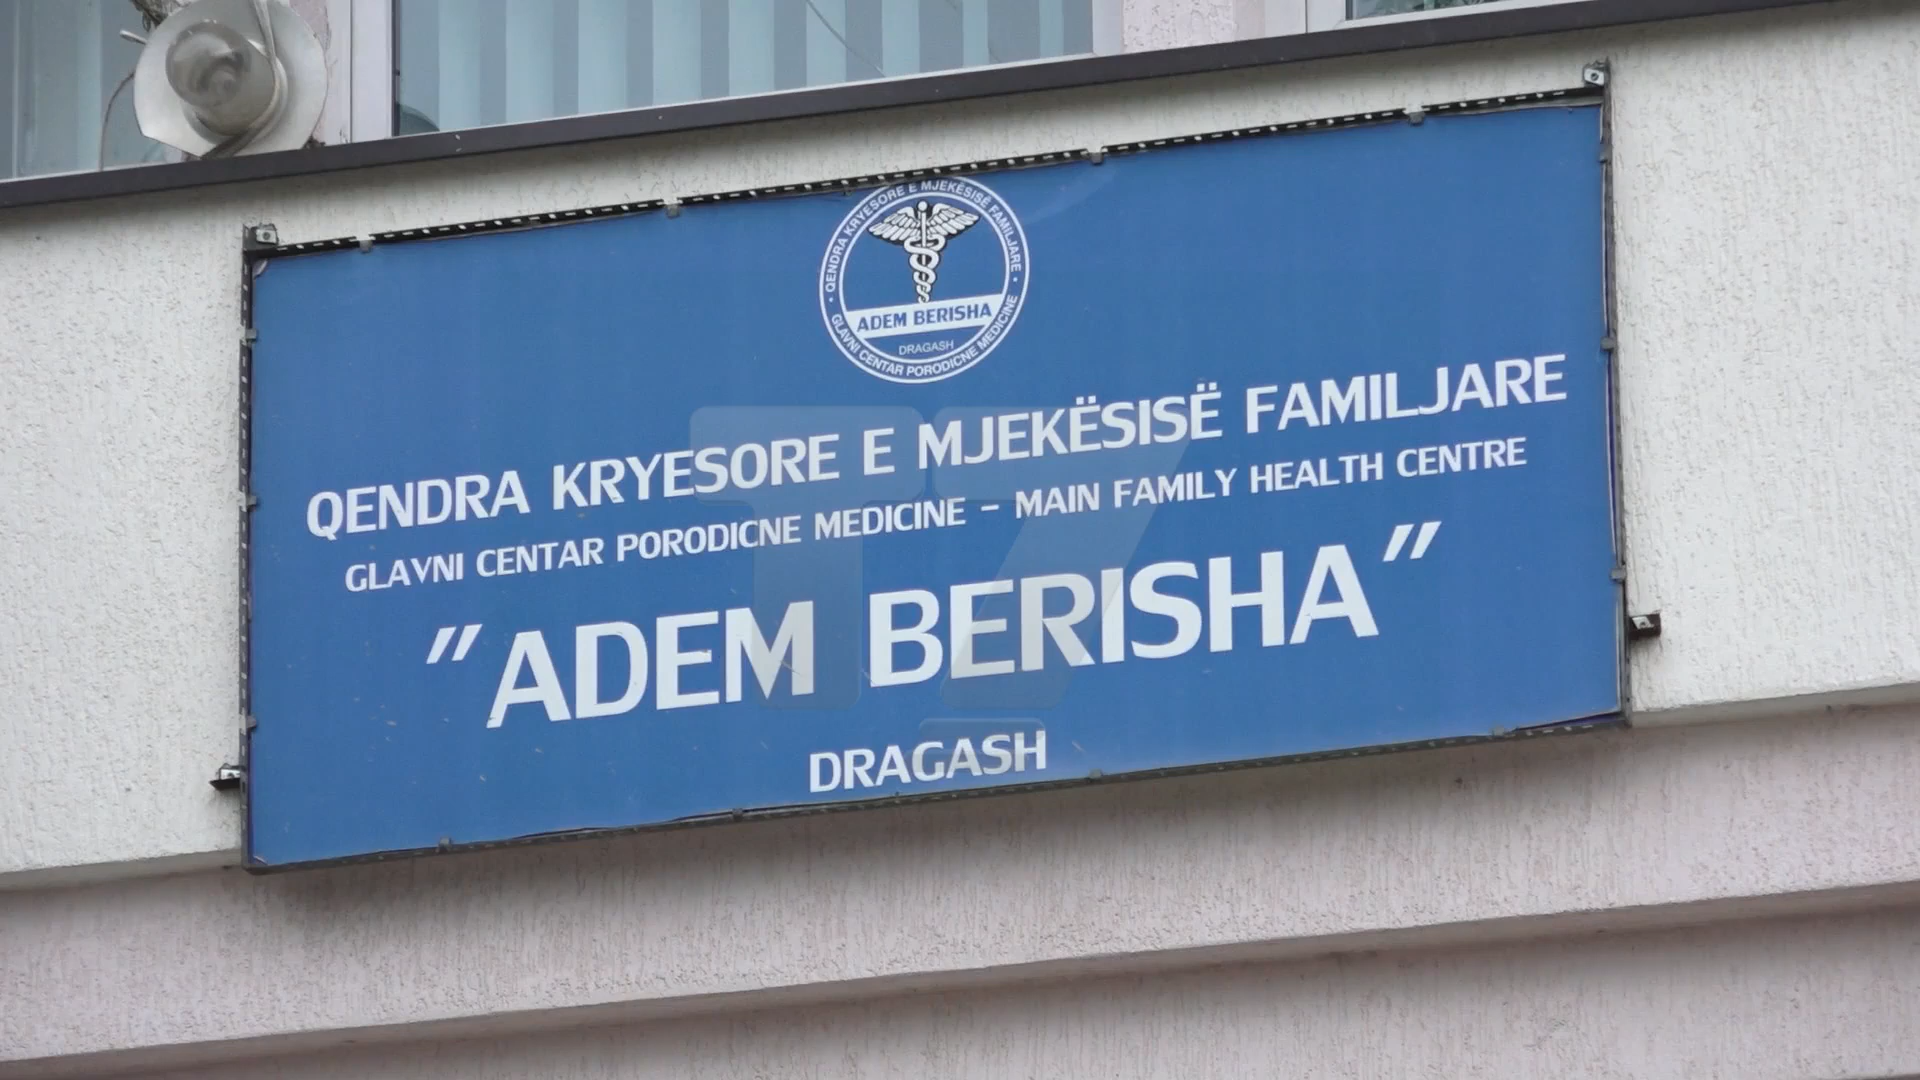 QENDRA KRYESORE E MJEKËSISË FAMILJARE
ADEM BERISHA
DRAGASH
GLAVNI CENTAR PORODICNE MEDICINE
QENDRA KRYESORE E MJEKËSISË FAMILJARE
GLAVNI CENTAR PORODICNE MEDICINE - MAIN FAMILY HEALTH CENTRE
"ADEM BERISHA"
DRAGASH
T7